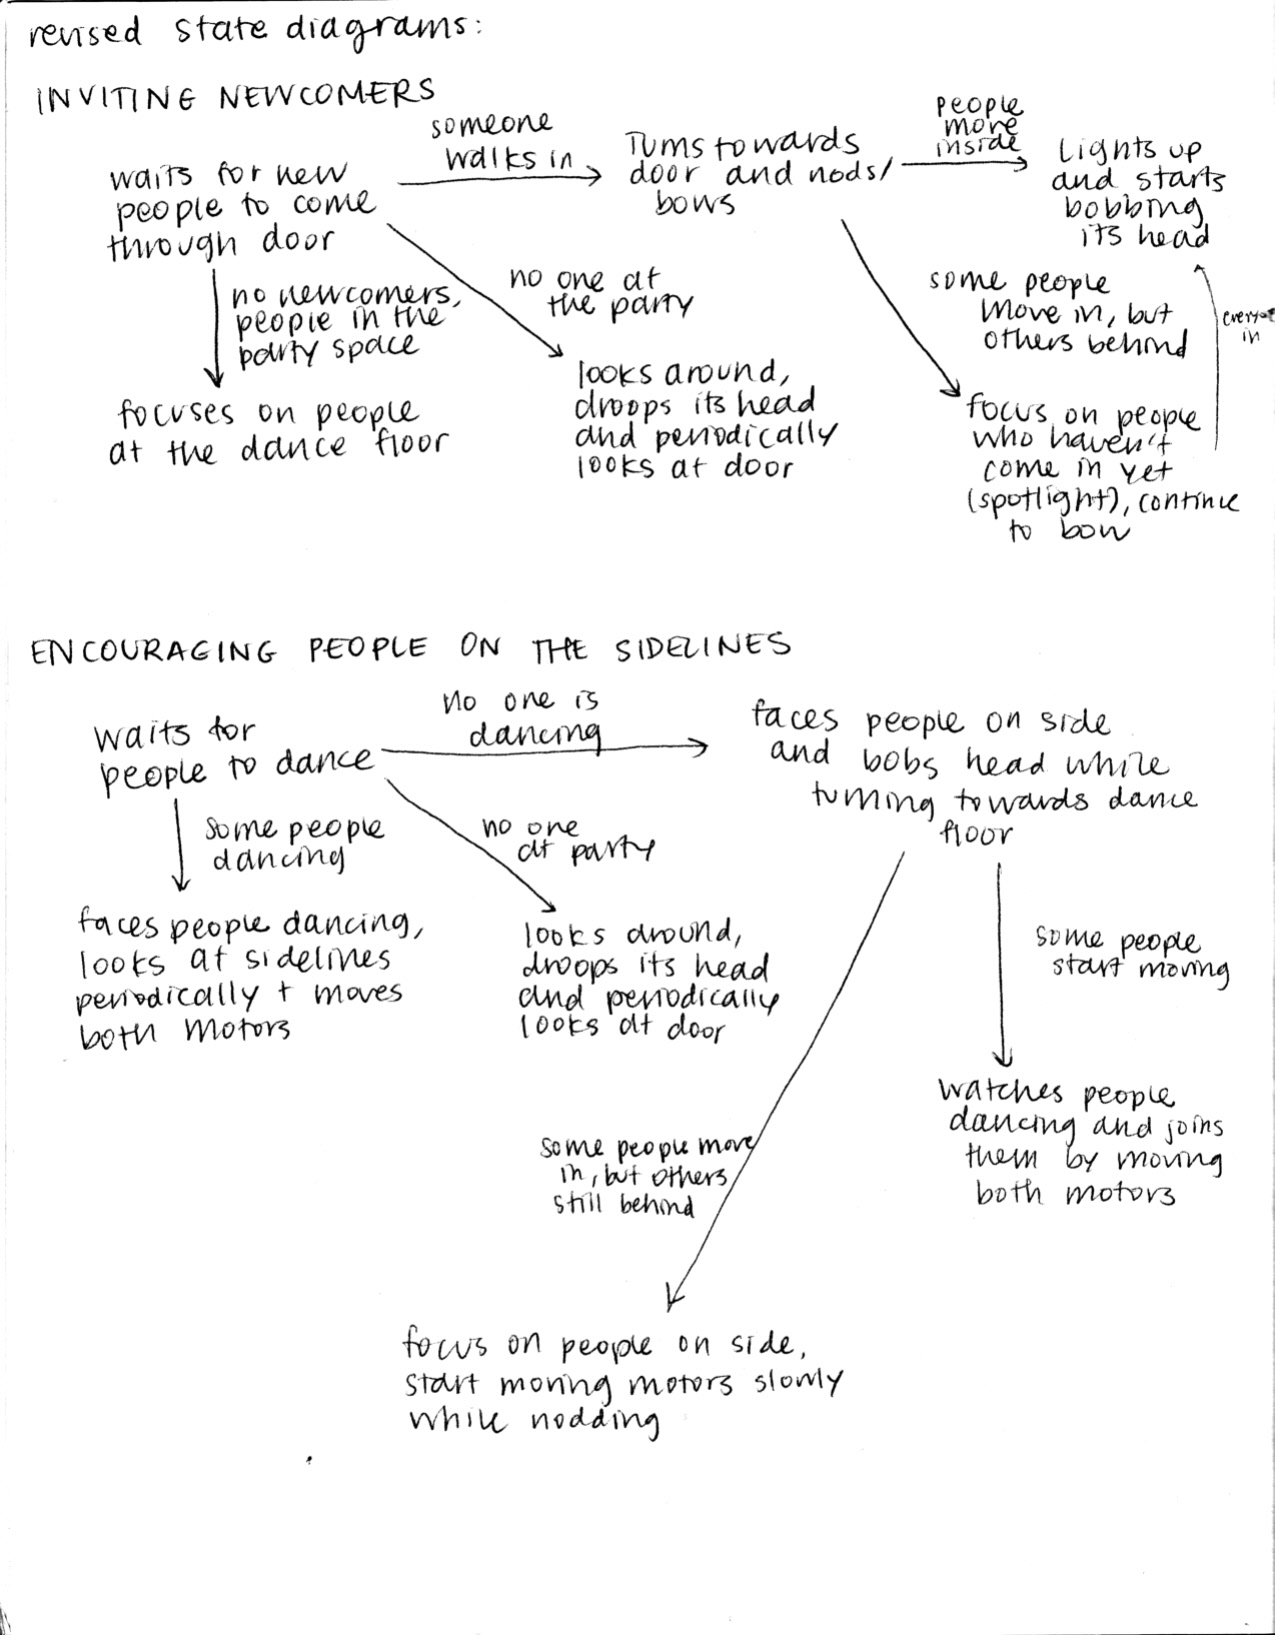 revised state diagrams:
INVITING NEWCOMERS
waits for new
people to come
through door
someone
walks in
Turns towards
door and nods/
bows
people
move
inside
Lights up
and starts
bobbing
its head
no newcomers,
people in the
party space
no one at
the party
some people
move in, but
others behind
in
focuses on people
at the dance floor
looks around,
droops its head
and periodically
looks at door
focus on people
who haven't
come in yet
(spotlight), continue
to bow
ENCOURAGING PEOPLE ON THE SIDELINES
waits for
people to dance
no one is
dancing
faces people on side
and bobs head while
turning towards dance
floor
some people
dancing
no one
at party
faces people dancing,
looks at sidelines
periodically + moves
both motors
looks around,
droops its head
and periodically
looks at door
some people
start moving
some people move
in, but others
still behind
watches people
dancing and joins
them by moving
both motors
focus on people on side,
start moving motors slowly
while nodding